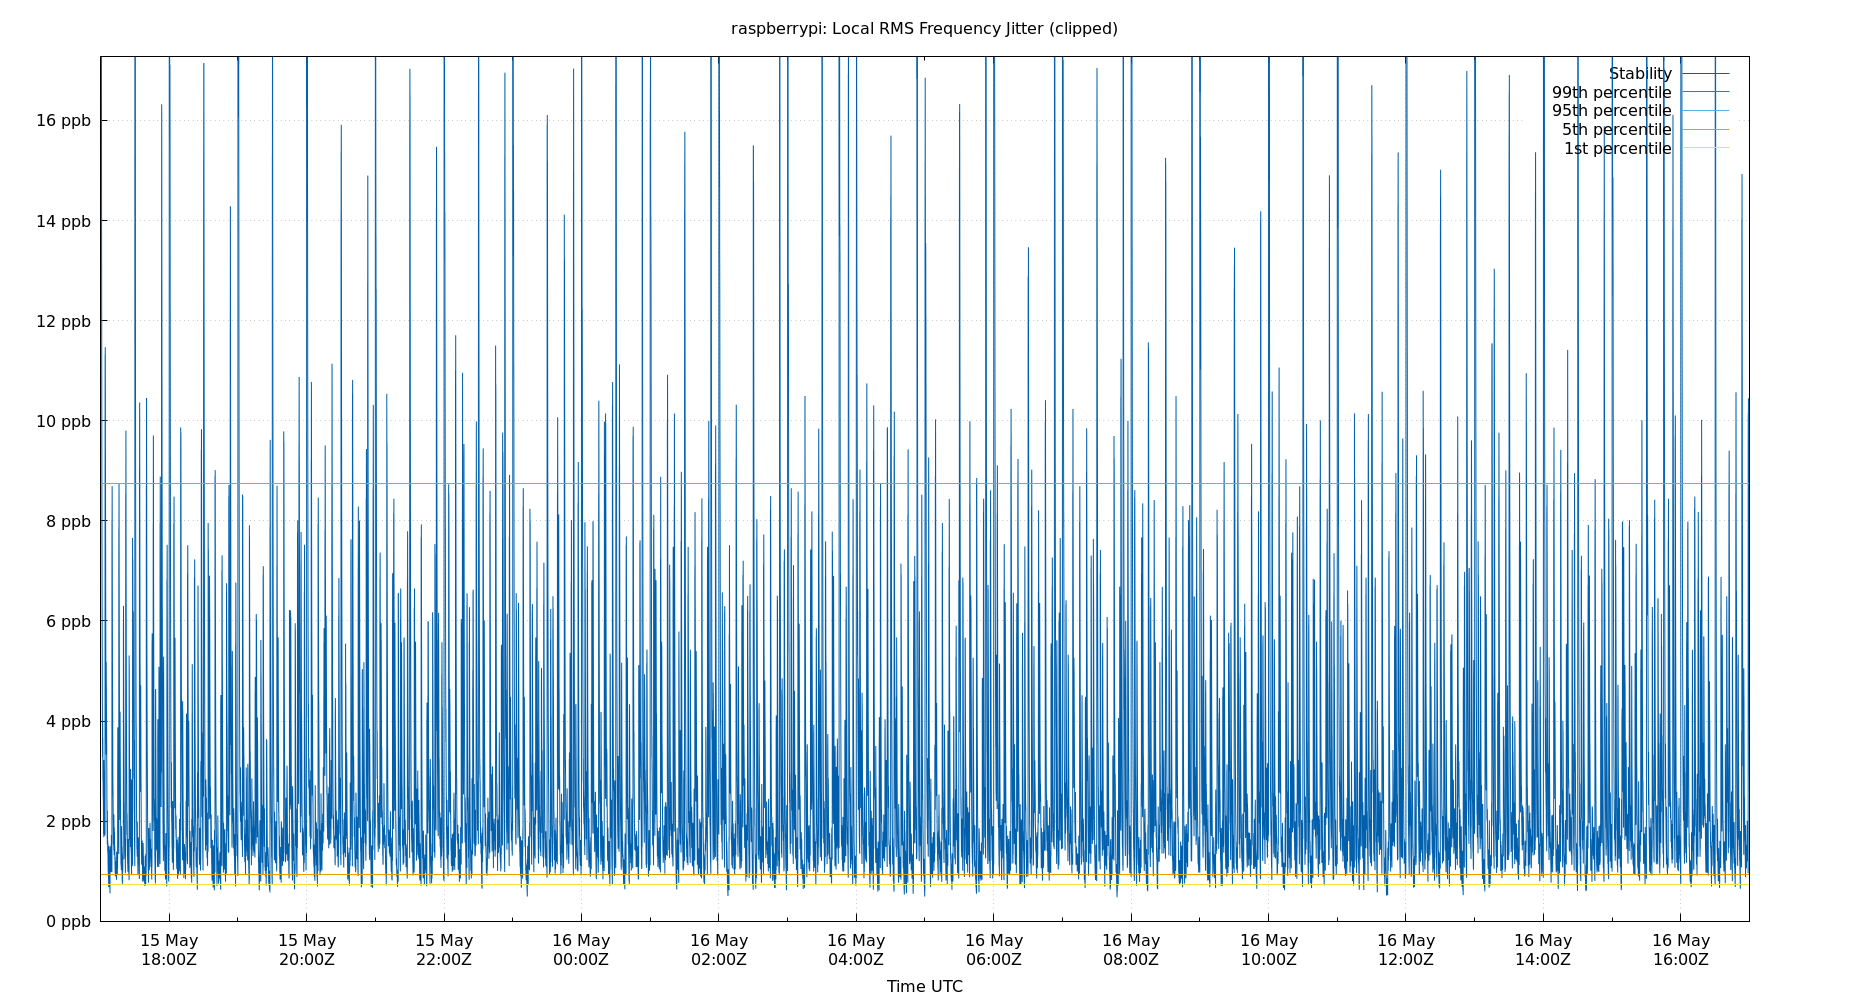 raspberrypi: Local RMS Frequency Jitter (clipped)
Stability
99th percentile
95th percentile
5th percentile
1st percentile
16 ppb
14 ppb
12 ppb
10 ppb
8 ppb
6 ppb
4 ppb
2 ppb
0 ppb
15 May 15 May 15 May 16 May 16 May 16 May 16 May 16 May 16 May 16 May 16 May 16 May
18:00Z 20:00Z 22:00Z 00:00Z 02:00Z 04:00Z 06:00Z 08:00Z 10:00Z 12:00Z 14:00Z 16:00Z
Time UTC